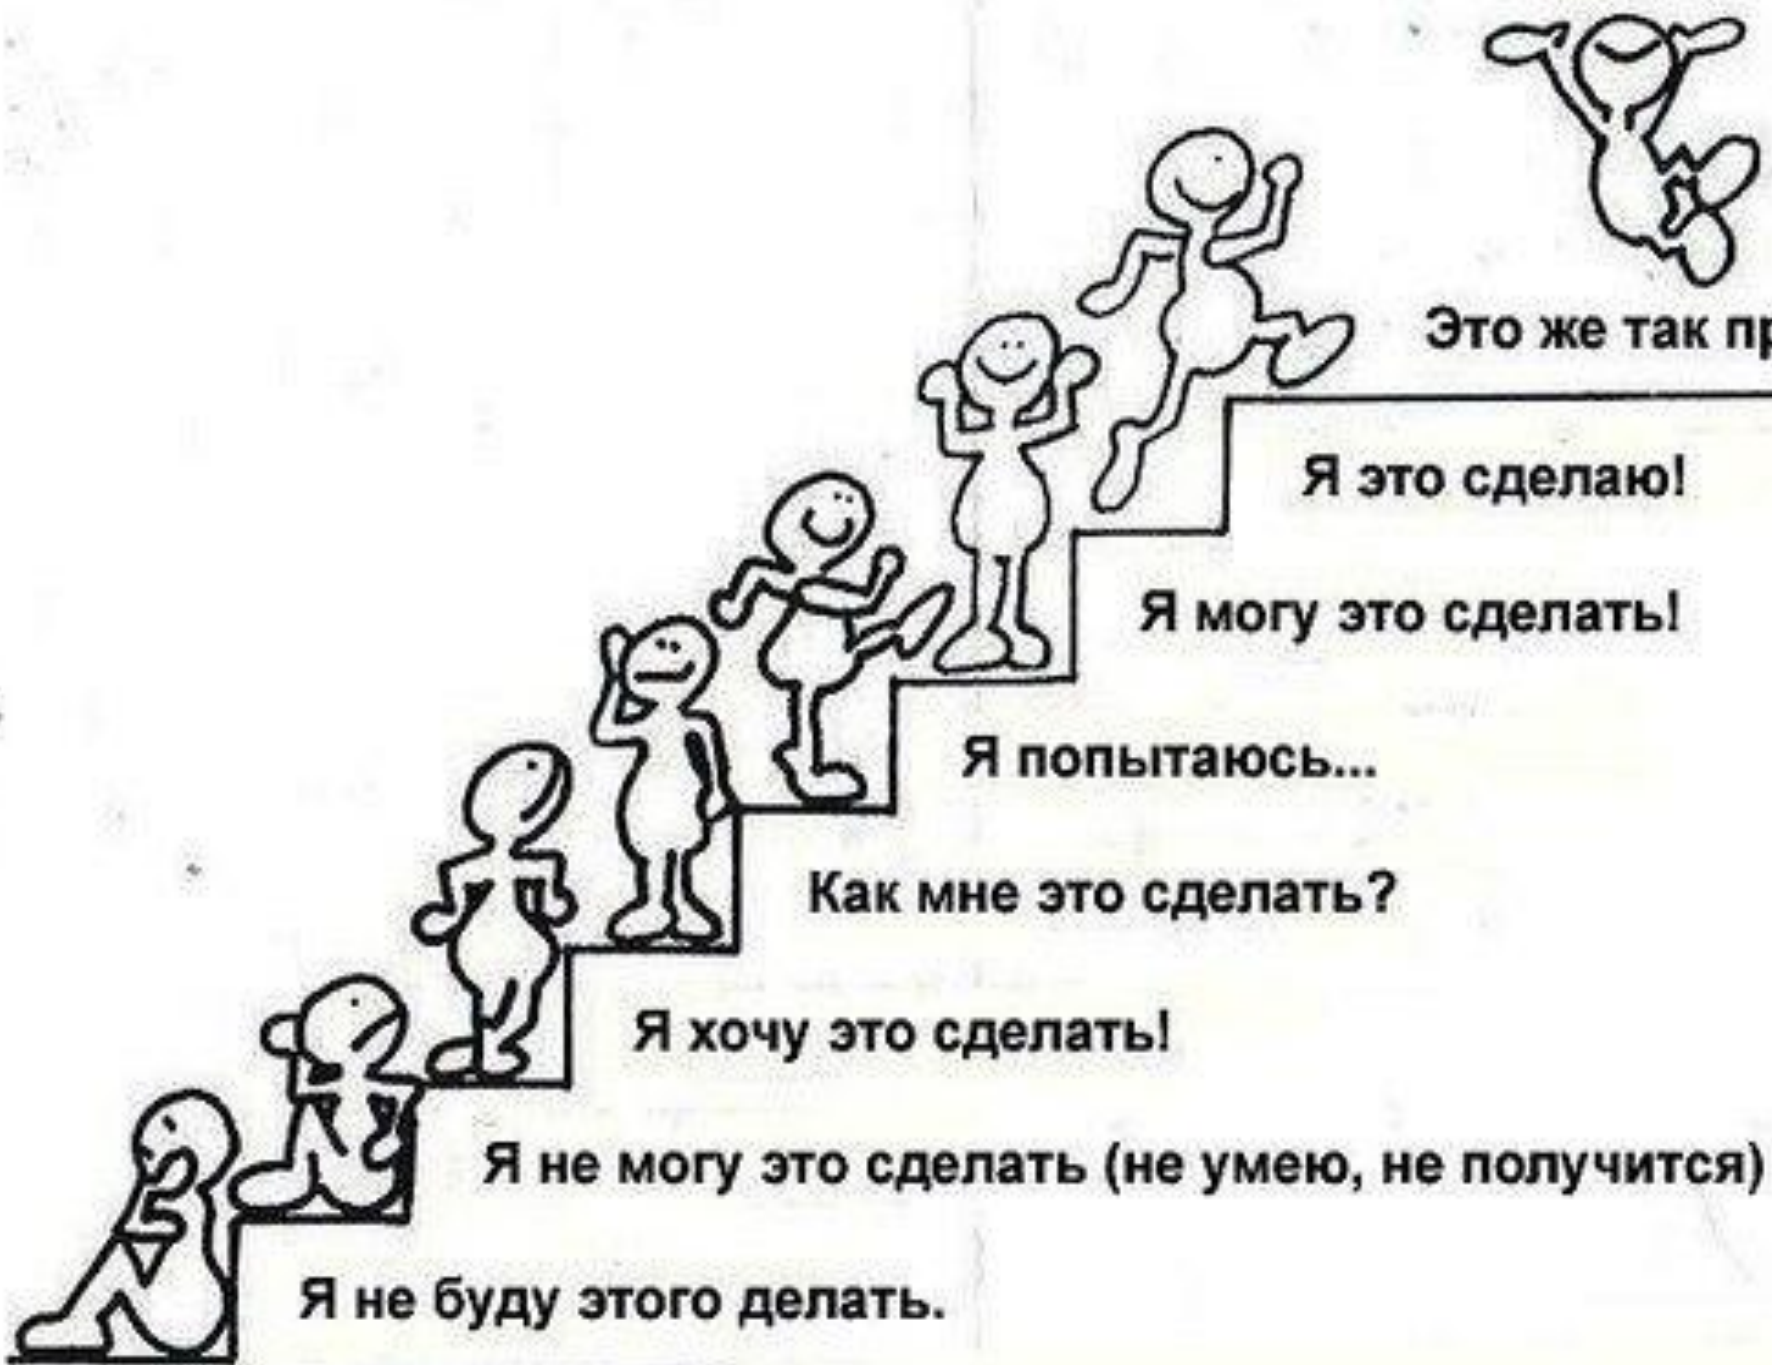 Это же так пр
Я это сделаю!
Я могу это сделать!
Я попытаюсь...
Как мне это сделать?
Я хочу это сделать!
Я не могу это сделать (не умею, не получится)
Я не буду этого делать.